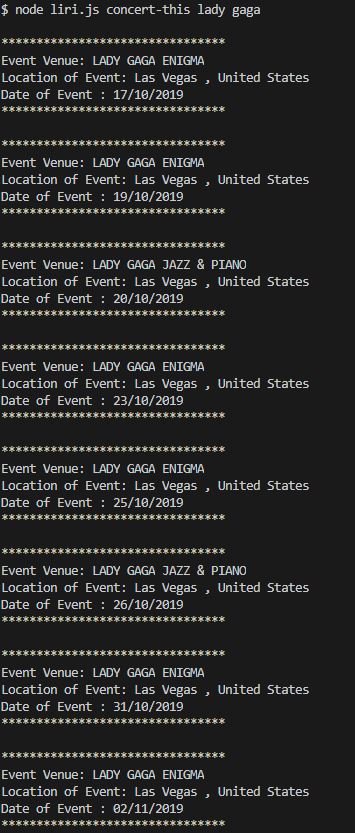 $ node liri.js concert-this lady gaga
********************************
Event Venue: LADY GAGA ENIGMA
Location of Event: Las Vegas , United States
Date of Event : 17/10/2019
********************************
********************************
Event Venue: LADY GAGA ENIGMA
Location of Event: Las Vegas , United States
Date of Event : 19/10/2019
********************************
********************************
Event Venue: LADY GAGA JAZZ & PIANO
Location of Event: Las Vegas , United States
Date of Event : 20/10/2019
********************************
********************************
Event Venue: LADY GAGA ENIGMA
Location of Event: Las Vegas , United States
Date of Event : 23/10/2019
********************************
********************************
Event Venue: LADY GAGA ENIGMA
Location of Event: Las Vegas , United States
Date of Event : 25/10/2019
********************************
********************************
Event Venue: LADY GAGA JAZZ & PIANO
Location of Event: Las Vegas , United States
Date of Event : 26/10/2019
********************************
********************************
Event Venue: LADY GAGA ENIGMA
Location of Event: Las Vegas , United States
Date of Event : 31/10/2019
********************************
********************************
Event Venue: LADY GAGA ENIGMA
Location of Event: Las Vegas , United States
Date of Event : 02/11/2019
********************************